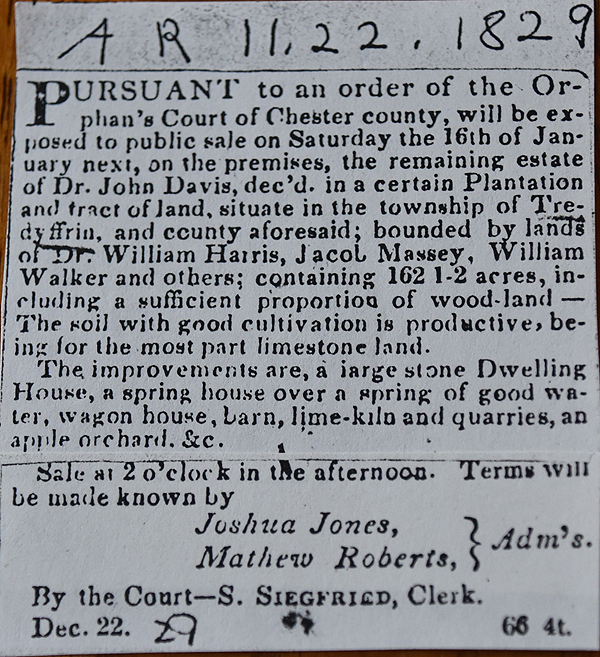 A R 11.22.1829
PURSUANT to an order of the Or-
phan's Court of Chester county, will be ex-
posed to public sale on Saturday the 16th of Jan-
uary next, on the premises, the remaining estate
of Dr. John Davis, dec'd. in a certain Plantation
and tract of land, situate in the township of Tre-
dyffrin, and county aforesaid; bounded by lands
of Dr. William Harris, Jacob Massey, William
Walker and others; containing 162 1-2 acres, in-
cluding a sufficient proportion of wood-land —
The soil with good cultivation is productive, be-
ing for the most part limestone land.
The improvements are, a large stone Dwelling
House, a spring house over a spring of good wa-
ter, wagon house, barn, lime-kiln and quarries, an
apple orchard. &c.
Sale at 2 o'clock in the afternoon. Terms will
be made known by
Joshua Jones,
Mathew Roberts, } Adm's.
By the Court—S. SIEGFRIED, Clerk.
Dec. 22. 29 66 4t.